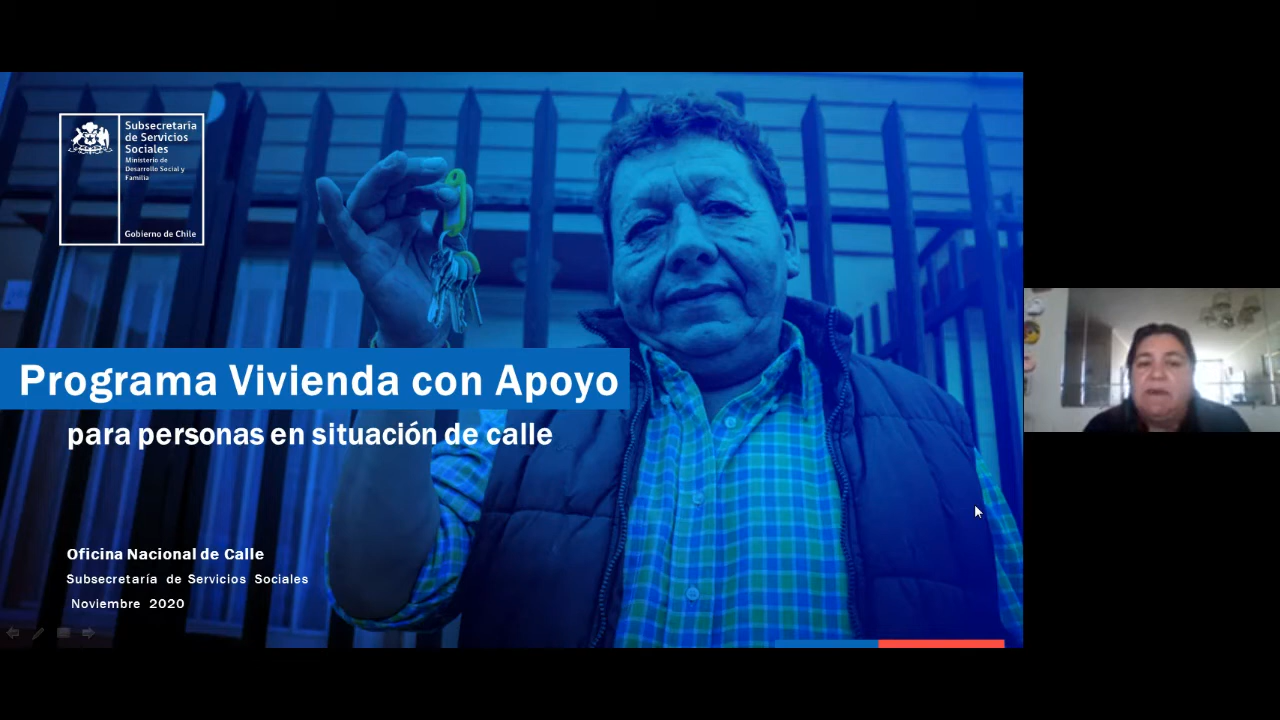 Subsecretaría
de Servicios
Sociales
Ministerio de
Desarrollo Social y
Familia
Gobierno de Chile
Programa Vivienda con Apoyo
para personas en situación de calle
Oficina Nacional de Calle
Subsecretaría de Servicios Sociales
Noviembre 2020